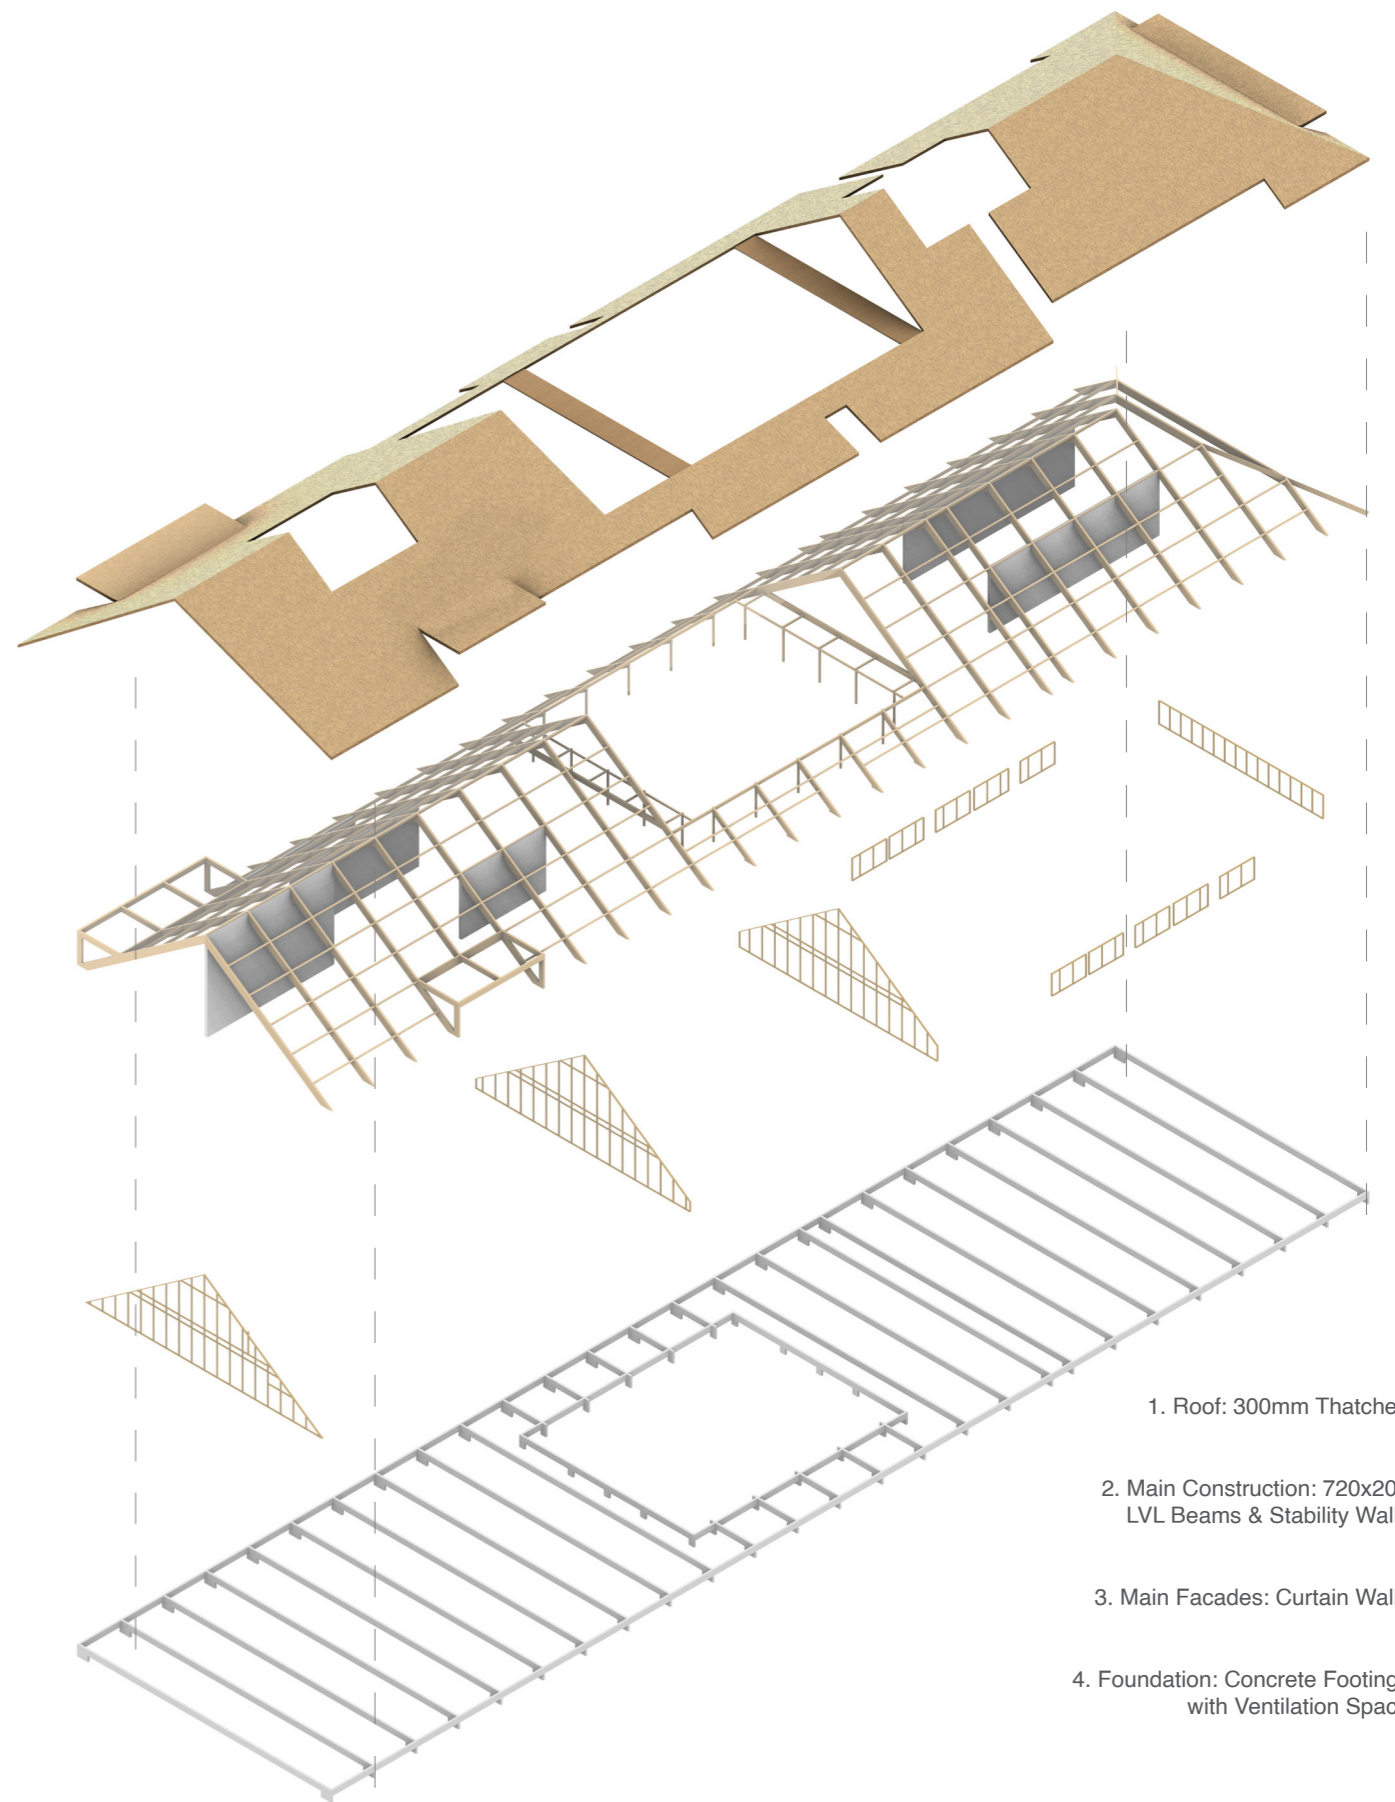 1. Roof: 300mm Thatche
2. Main Construction: 720x20
LVL Beams & Stability Wal
3. Main Facades: Curtain Wal
4. Foundation: Concrete Footing
with Ventilation Spac